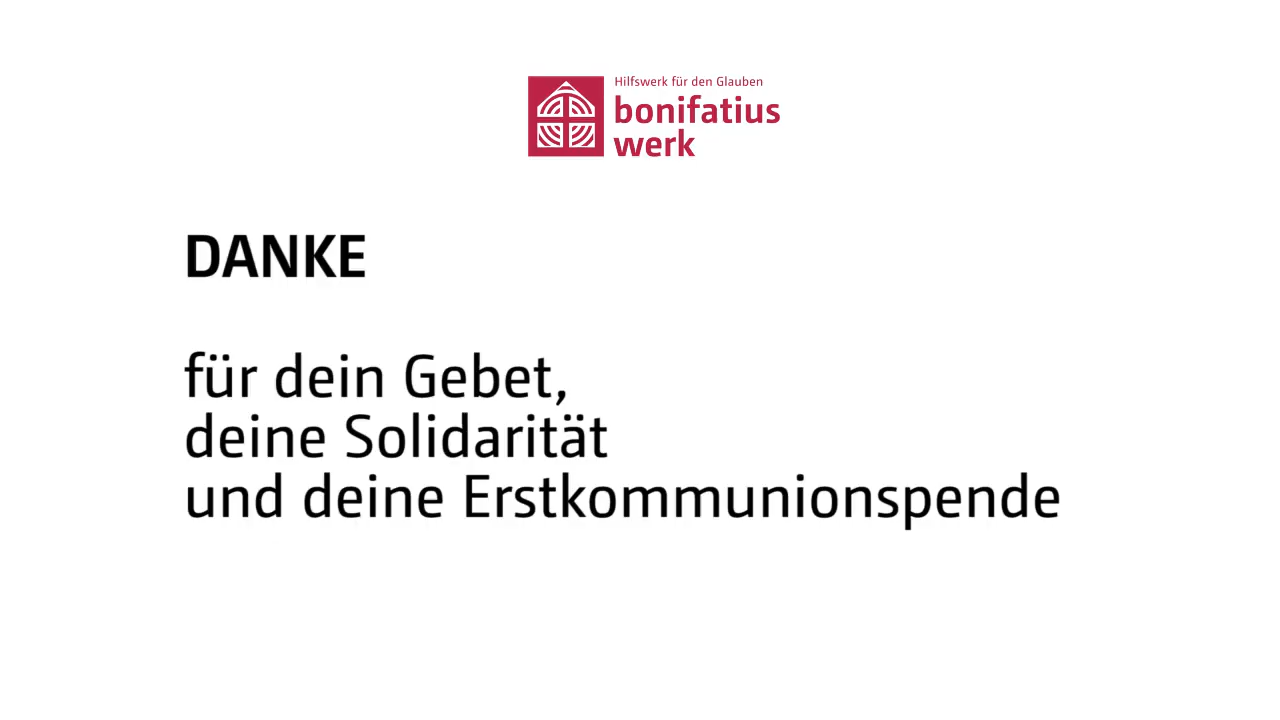 Hilfswerk für den Glauben
bonifatius
werk
DANKE
für dein Gebet,
deine Solidarität
und deine Erstkommunionspende